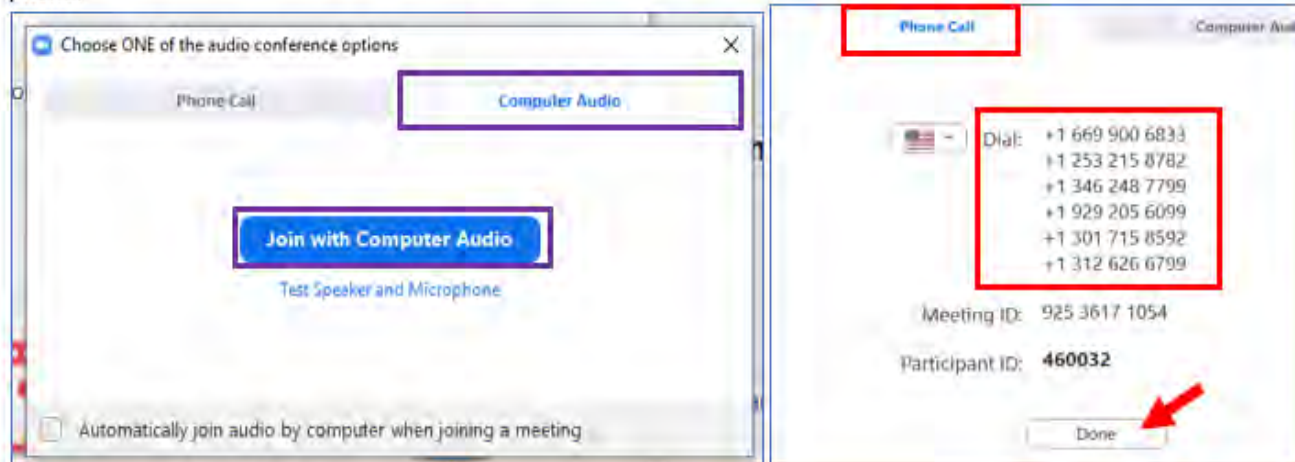 Choose ONE of the audio conference options
Phone Call
Computer Audio
Join with Computer Audio
Test Speaker and Microphone
Automatically join audio by computer when joining a meeting
Phone Call
Computer
Dial:
+1 669 900 6833
+1 253 215 8782
+1 346 248 7799
+1 929 205 6099
+1 301 715 8592
+1 312 626 6799
Meeting ID: 925 3617 1054
Participant ID: 460032
Done